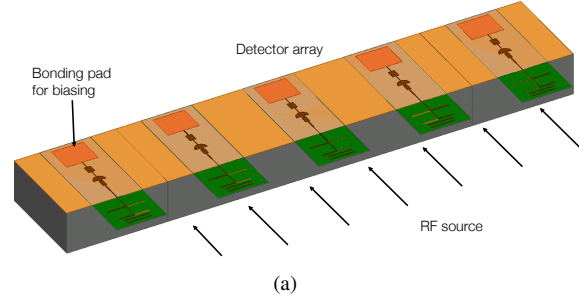 Detector array
Bonding pad
for biasing
RF source
(a)